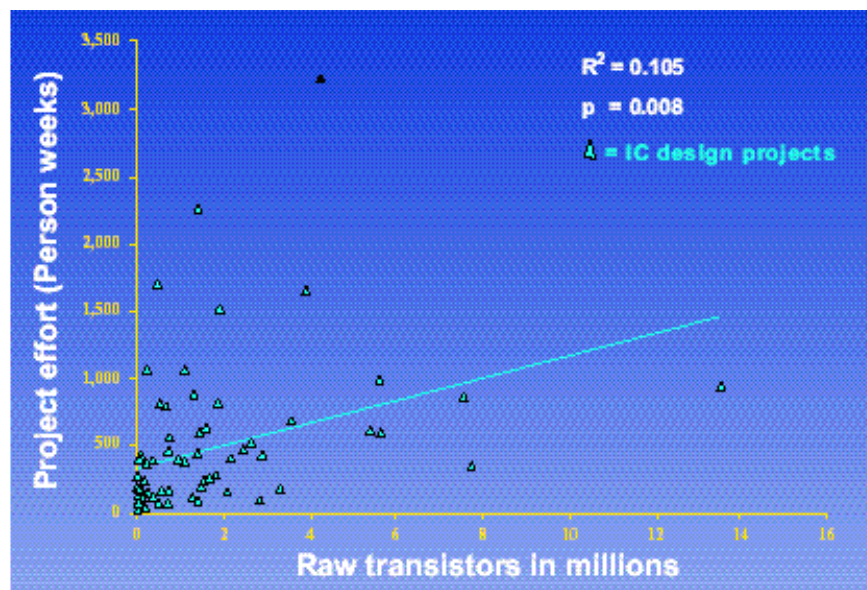 Project effort (Person weeks)
3,500
3,000
2,500
2,000
1,500
1,000
500
0
R² = 0.105
p = 0.008
= IC design projects
0 2 4 6 8 10 12 14 16
Raw transistors in millions